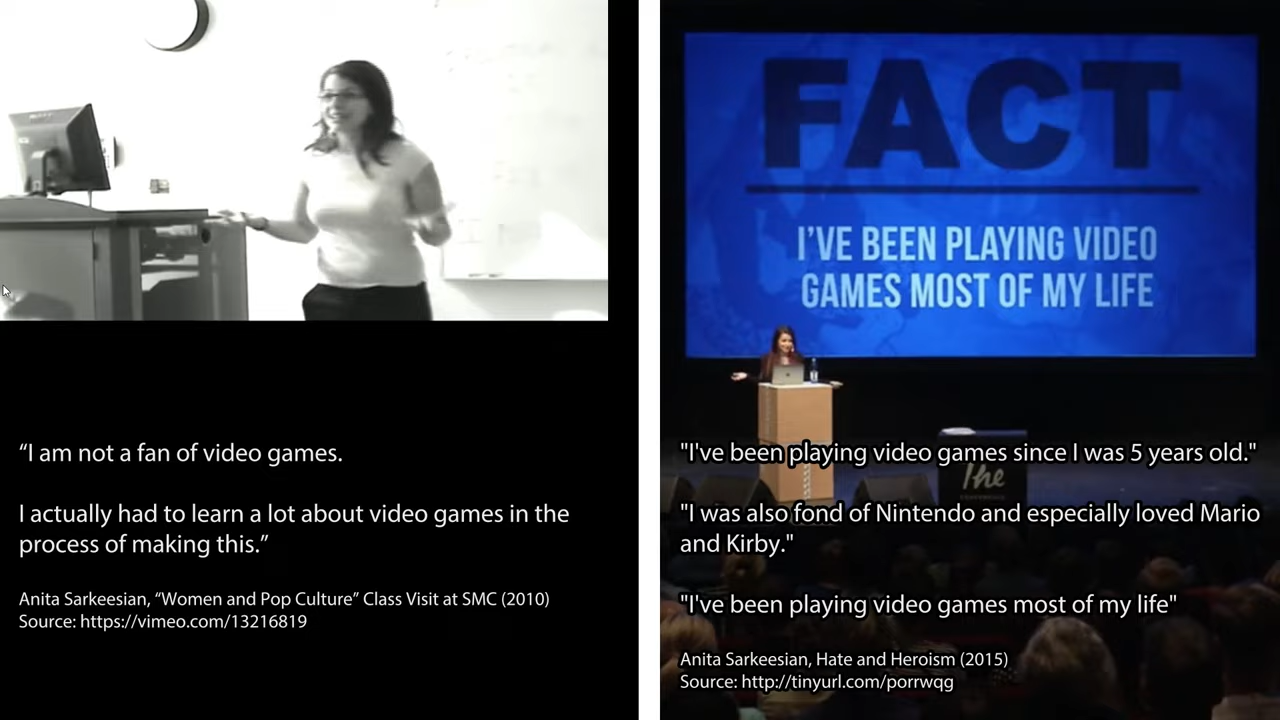 “I am not a fan of video games.
I actually had to learn a lot about video games in the
process of making this.”
Anita Sarkeesian, “Women and Pop Culture” Class Visit at SMC (2010)
Source: https://vimeo.com/13216819
FACT
I'VE BEEN PLAYING VIDEO
GAMES MOST OF MY LIFE
"I've been playing video games since I was 5 years old."
The
"I was also fond of Nintendo and especially loved Mario
and Kirby."
"I've been playing video games most of my life"
Anita Sarkeesian, Hate and Heroism (2015)
Source: http://tinyurl.com/porrwqg